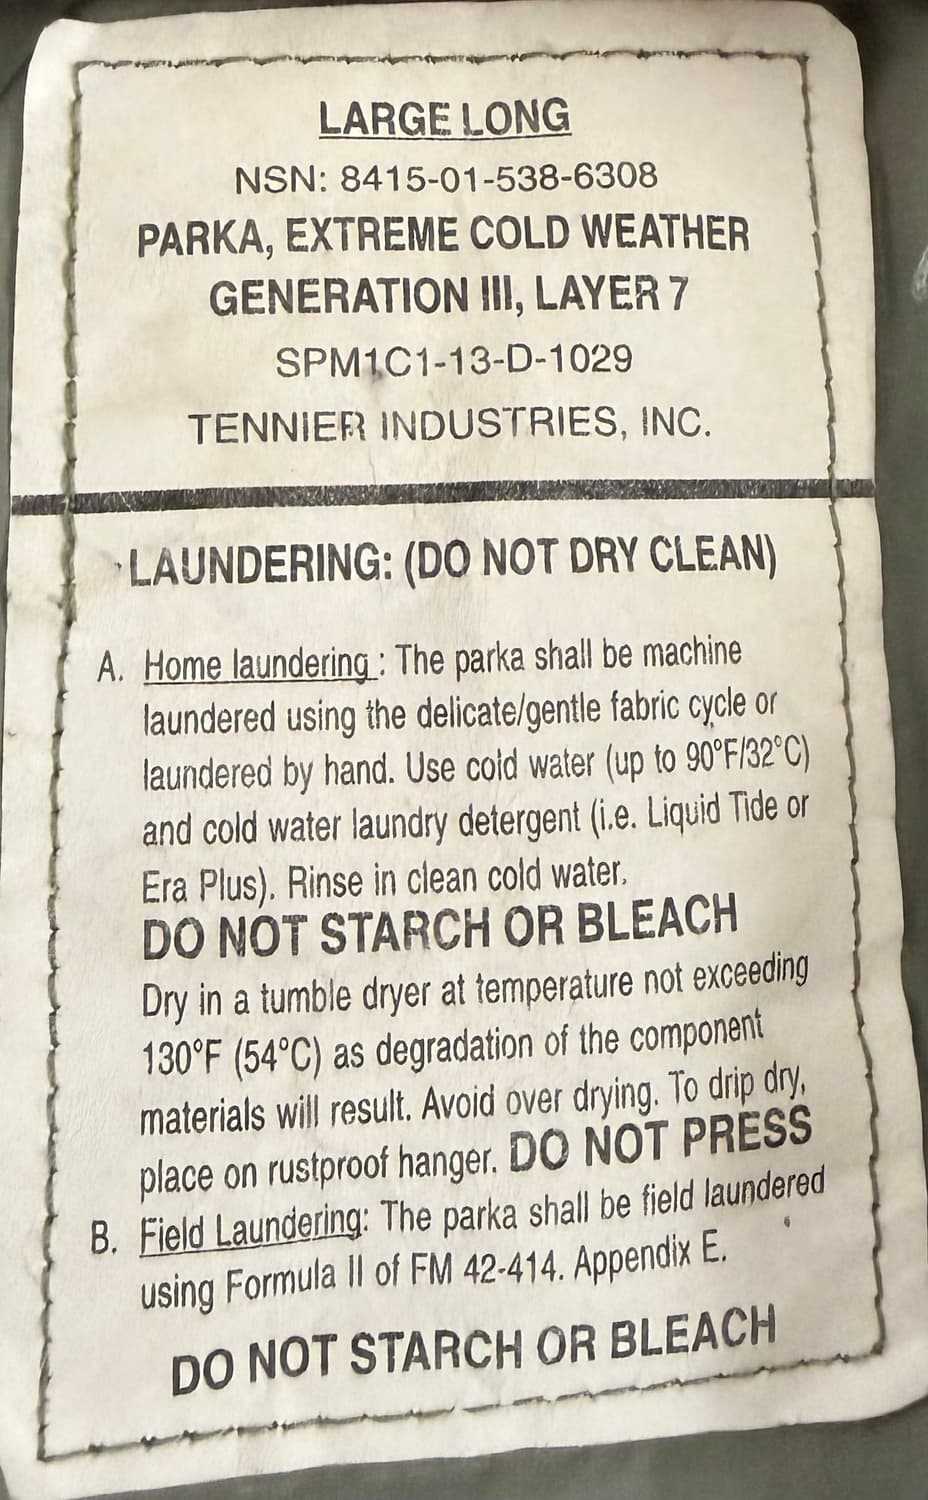 LARGE LONG
NSN: 8415-01-538-6308
PARKA, EXTREME COLD WEATHER
GENERATION III, LAYER 7
SPM1C1-13-D-1029
TENNIER INDUSTRIES, INC.
LAUNDERING: (DO NOT DRY CLEAN)
A. Home laundering : The parka shall be machine
laundered using the delicate/gentle fabric cycle or
laundered by hand. Use cold water (up to 90°F/32°C)
and cold water laundry detergent (i.e. Liquid Tide or
Era Plus). Rinse in clean cold water.
DO NOT STARCH OR BLEACH
Dry in a tumble dryer at temperature not exceeding
130°F (54°C) as degradation of the component
materials will result. Avoid over drying. To drip dry,
place on rustproof hanger. DO NOT PRESS
B. Field Laundering: The parka shall be field laundered
using Formula II of FM 42-414. Appendix E.
DO NOT STARCH OR BLEACH